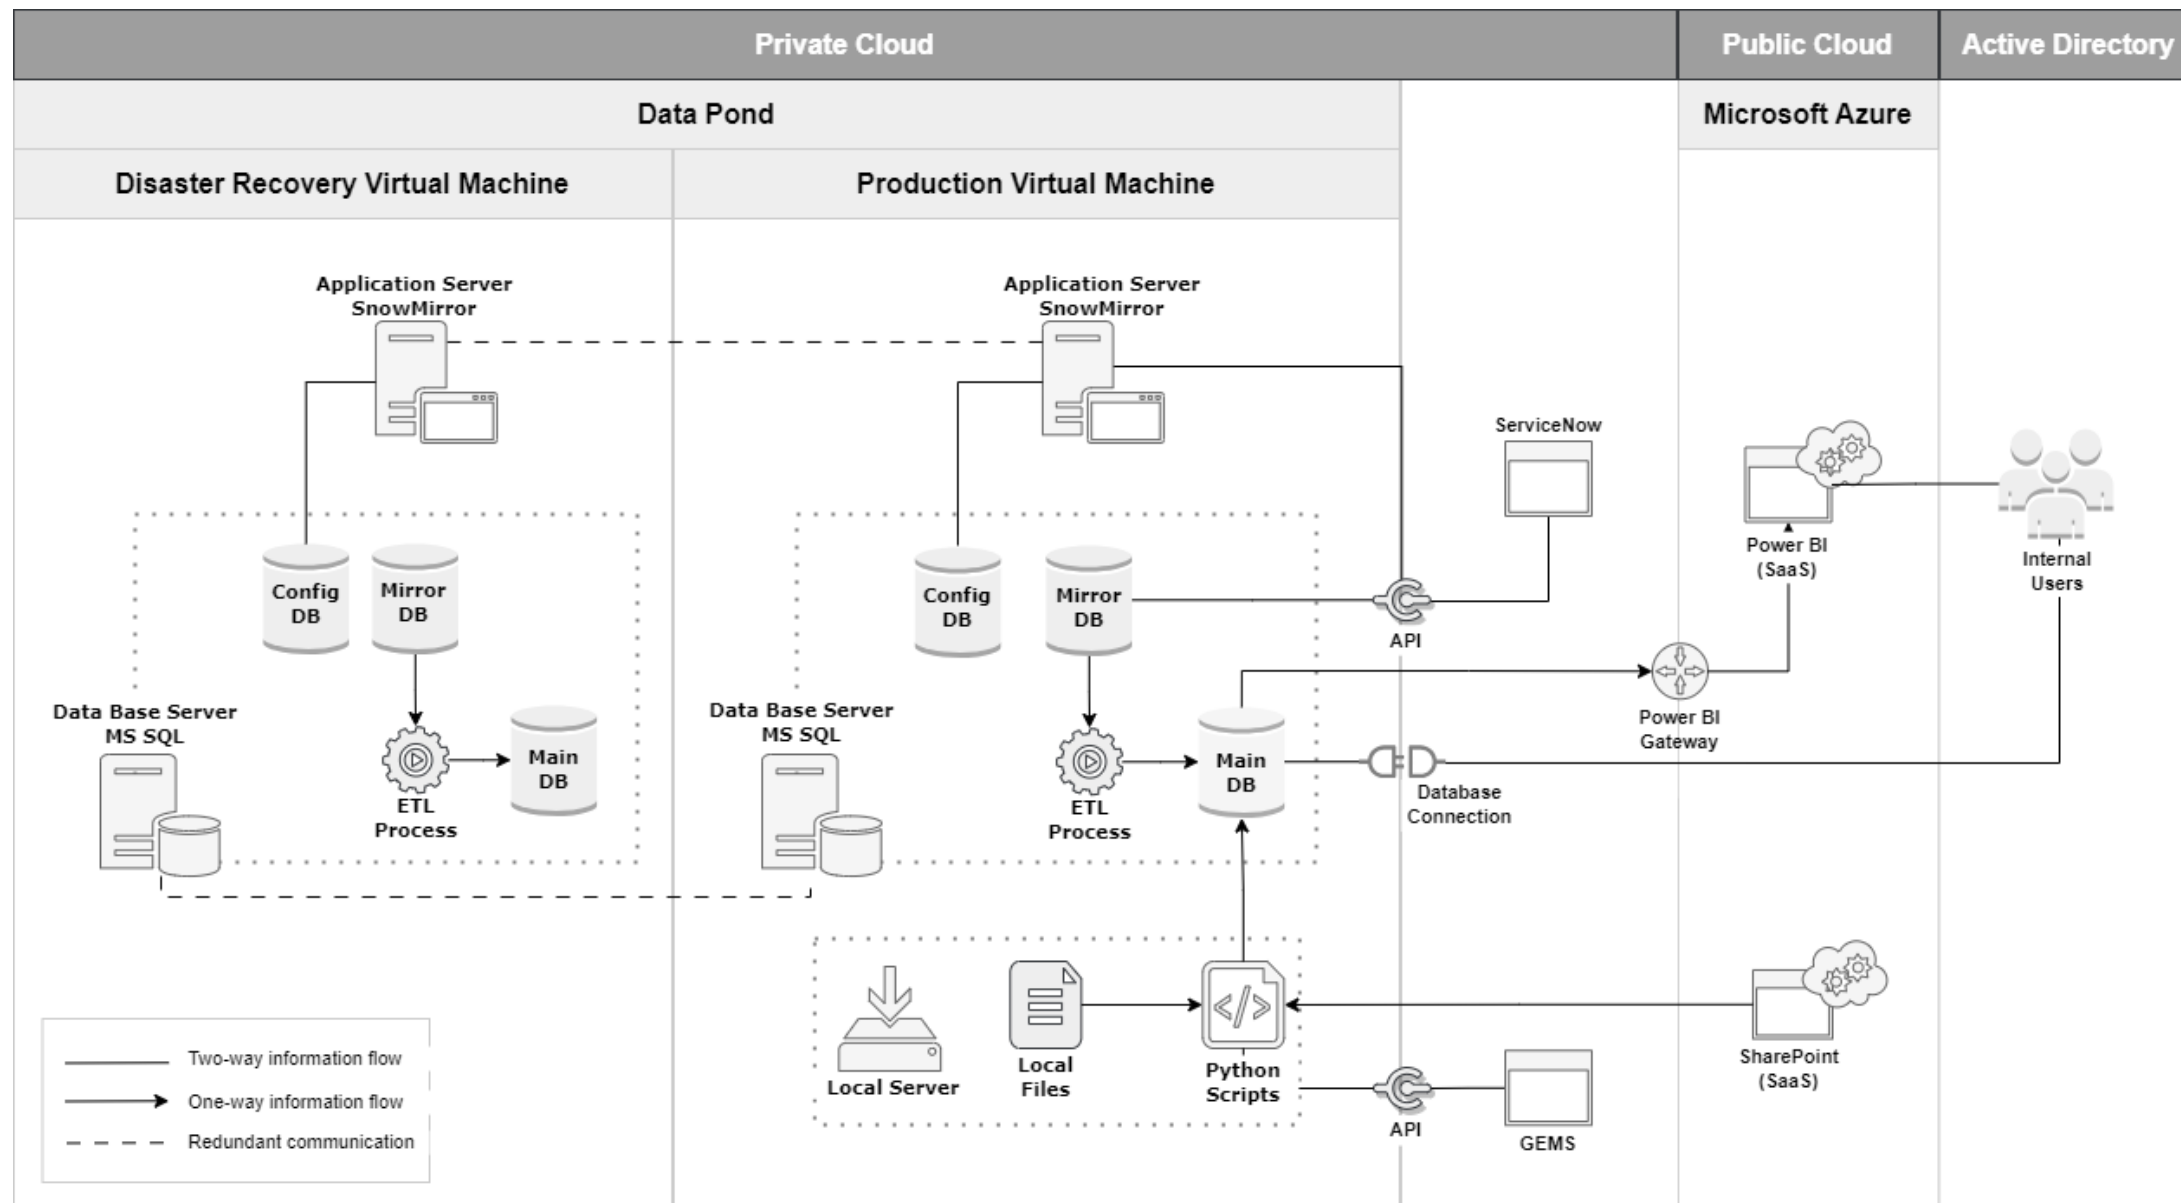 Private Cloud
Public Cloud
Active Directory
Data Pond
Microsoft Azure
Disaster Recovery Virtual Machine
Production Virtual Machine
Application Server
SnowMirror
Application Server
SnowMirror
ServiceNow
Config
DB
Mirror
DB
Config
DB
Mirror
DB
API
Power BI
(SaaS)
Internal
Users
Data Base Server
MS SQL
Main
DB
ETL
Process
Data Base Server
MS SQL
Main
DB
ETL
Process
Power BI
Gateway
Database
Connection
Local Server
Local
Files
Python
Scripts
API
GEMS
SharePoint
(SaaS)
Two-way information flow
One-way information flow
Redundant communication